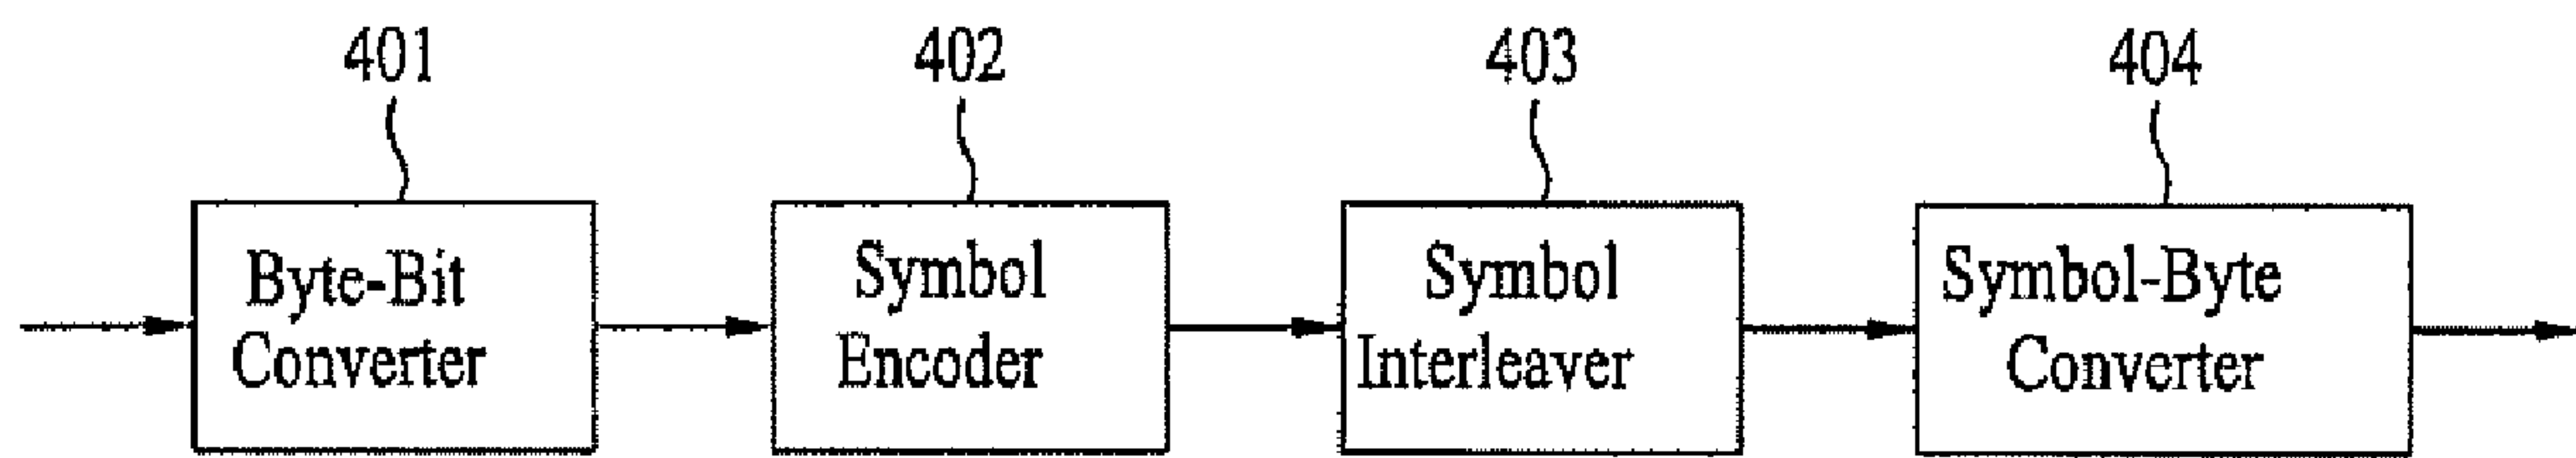 401
402
403
404
Byte-Bit
Converter
Symbol
Encoder
Symbol
Interleaver
Symbol-Byte
Converter